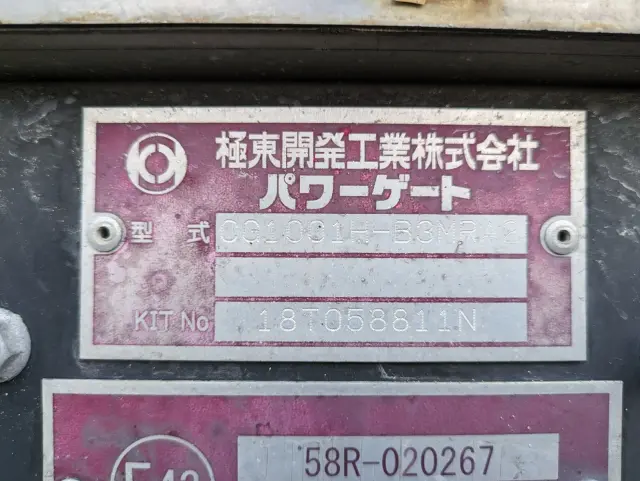 極東開発工業株式会社
パワーゲート
型 式
KIT No 18T058811N
58R-020267
E43